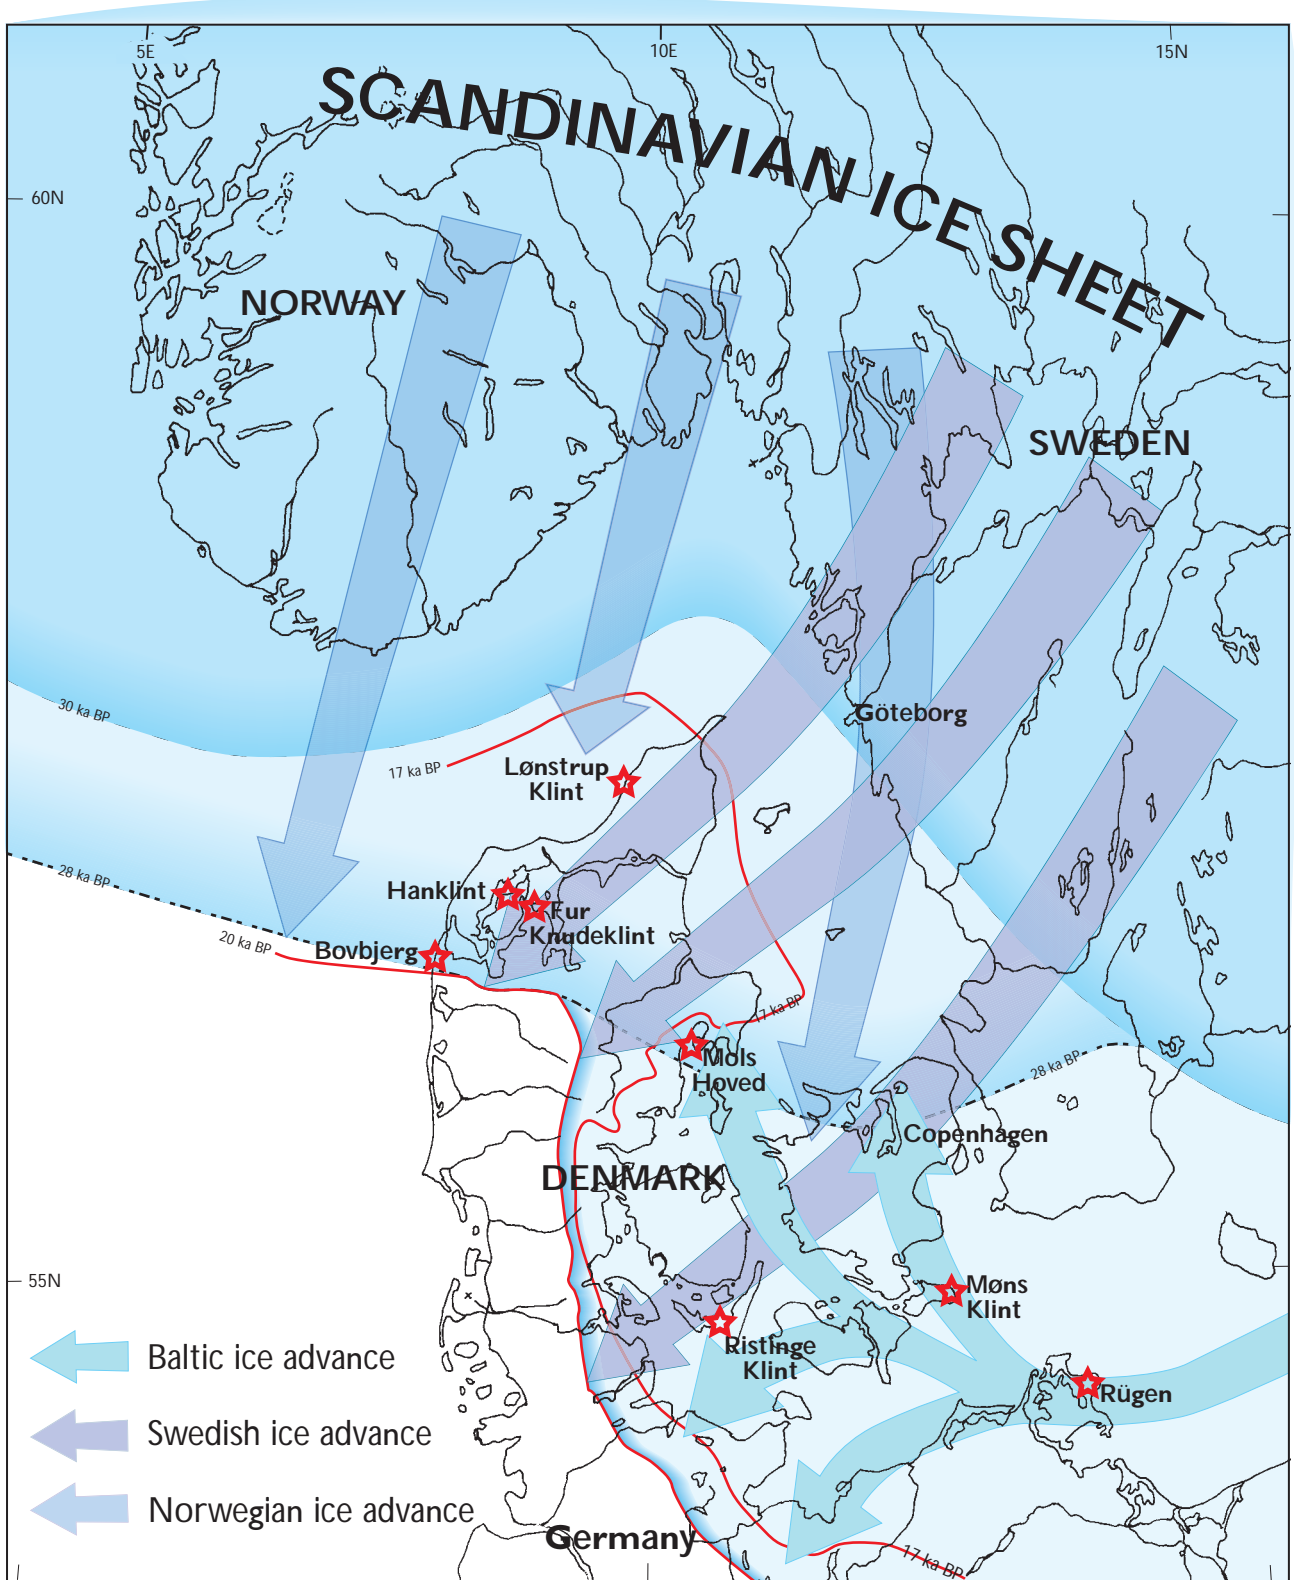 5E
10E
15N
SCANDINAVIAN ICE SHEET
60N
NORWAY
SWEDEN
30 ka BP
Göteborg
17 ka BP
Lønstrup
Klint
28 ka BP
Hanklint
Fur
Knudeklint
20 ka BP
Bovbjerg
17 ka BP
Mols
Hoved
28 ka BP
Copenhagen
DENMARK
55N
Møns
Klint
Ristinge
Klint
Rügen
Baltic ice advance
Swedish ice advance
Norwegian ice advance
Germany
17 ka BP